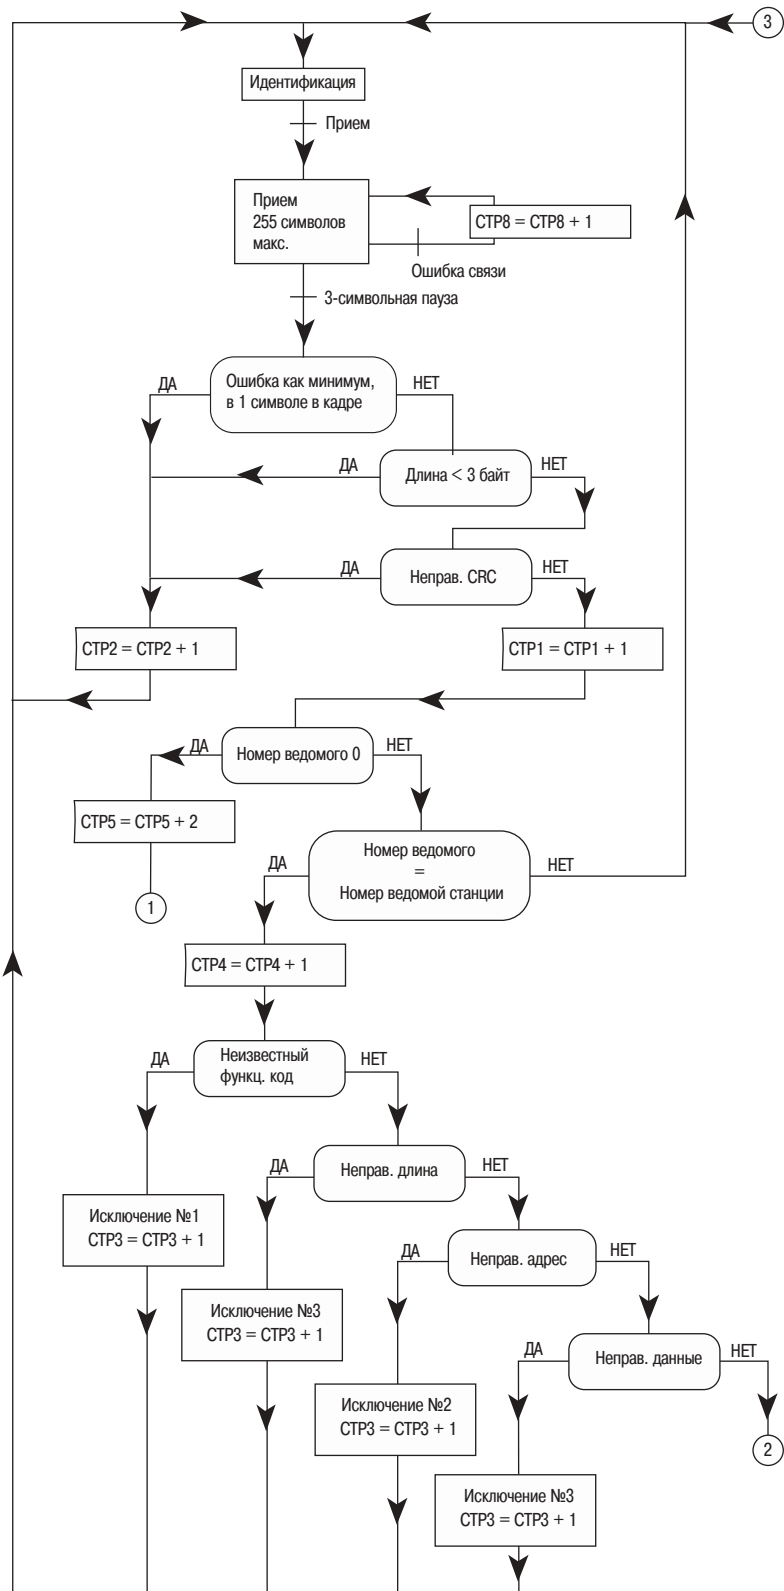 3
Идентификация
Прием
Прием
255 символов
макс.
СТР8 = СТР8 + 1
Ошибка связи
3-символьная пауза
ДА
Ошибка как минимум,
в 1 символе в кадре
НЕТ
ДА
Длина < 3 байт
НЕТ
ДА
Неправ. CRC
НЕТ
СТР2 = СТР2 + 1
СТР1 = СТР1 + 1
ДА
Номер ведомого 0
НЕТ
СТР5 = СТР5 + 2
1
ДА
Номер ведомого
=
Номер ведомой станции
НЕТ
СТР4 = СТР4 + 1
ДА
Неизвестный
функц. код
НЕТ
ДА
Неправ. длина
НЕТ
Исключение №1
СТР3 = СТР3 + 1
ДА
Неправ. адрес
НЕТ
Исключение №3
СТР3 = СТР3 + 1
ДА
Неправ. данные
НЕТ
Исключение №2
СТР3 = СТР3 + 1
2
Исключение №3
СТР3 = СТР3 + 1